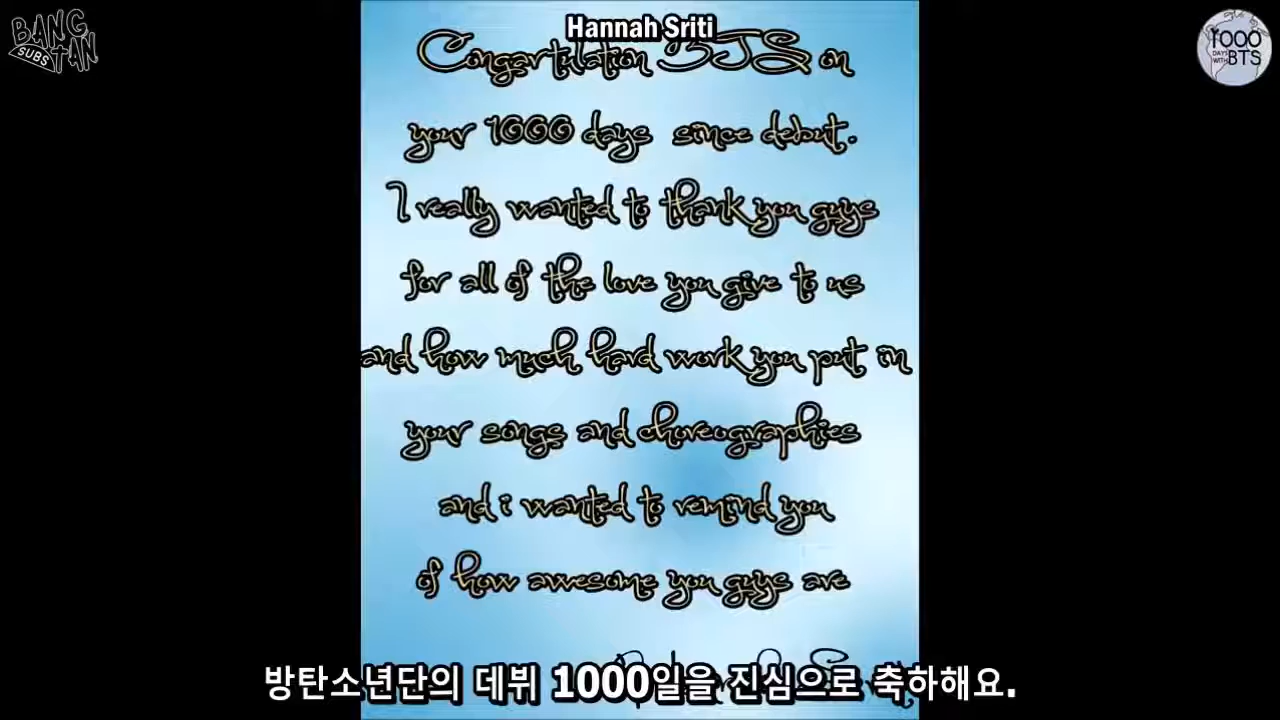 BANG
TAN
SUBS
1000
DAYS
WITH BTS
Hannah Sriti
Congartulation BTS on
your 1000 days since debut.
I really wanted to thank you guys
for all of the love you give to us
and how much hard work you put in
your songs and choreographies
and i wanted to remind you
of how awesome you guys are
방탄소년단의 데뷔 1000일을 진심으로 축하해요.